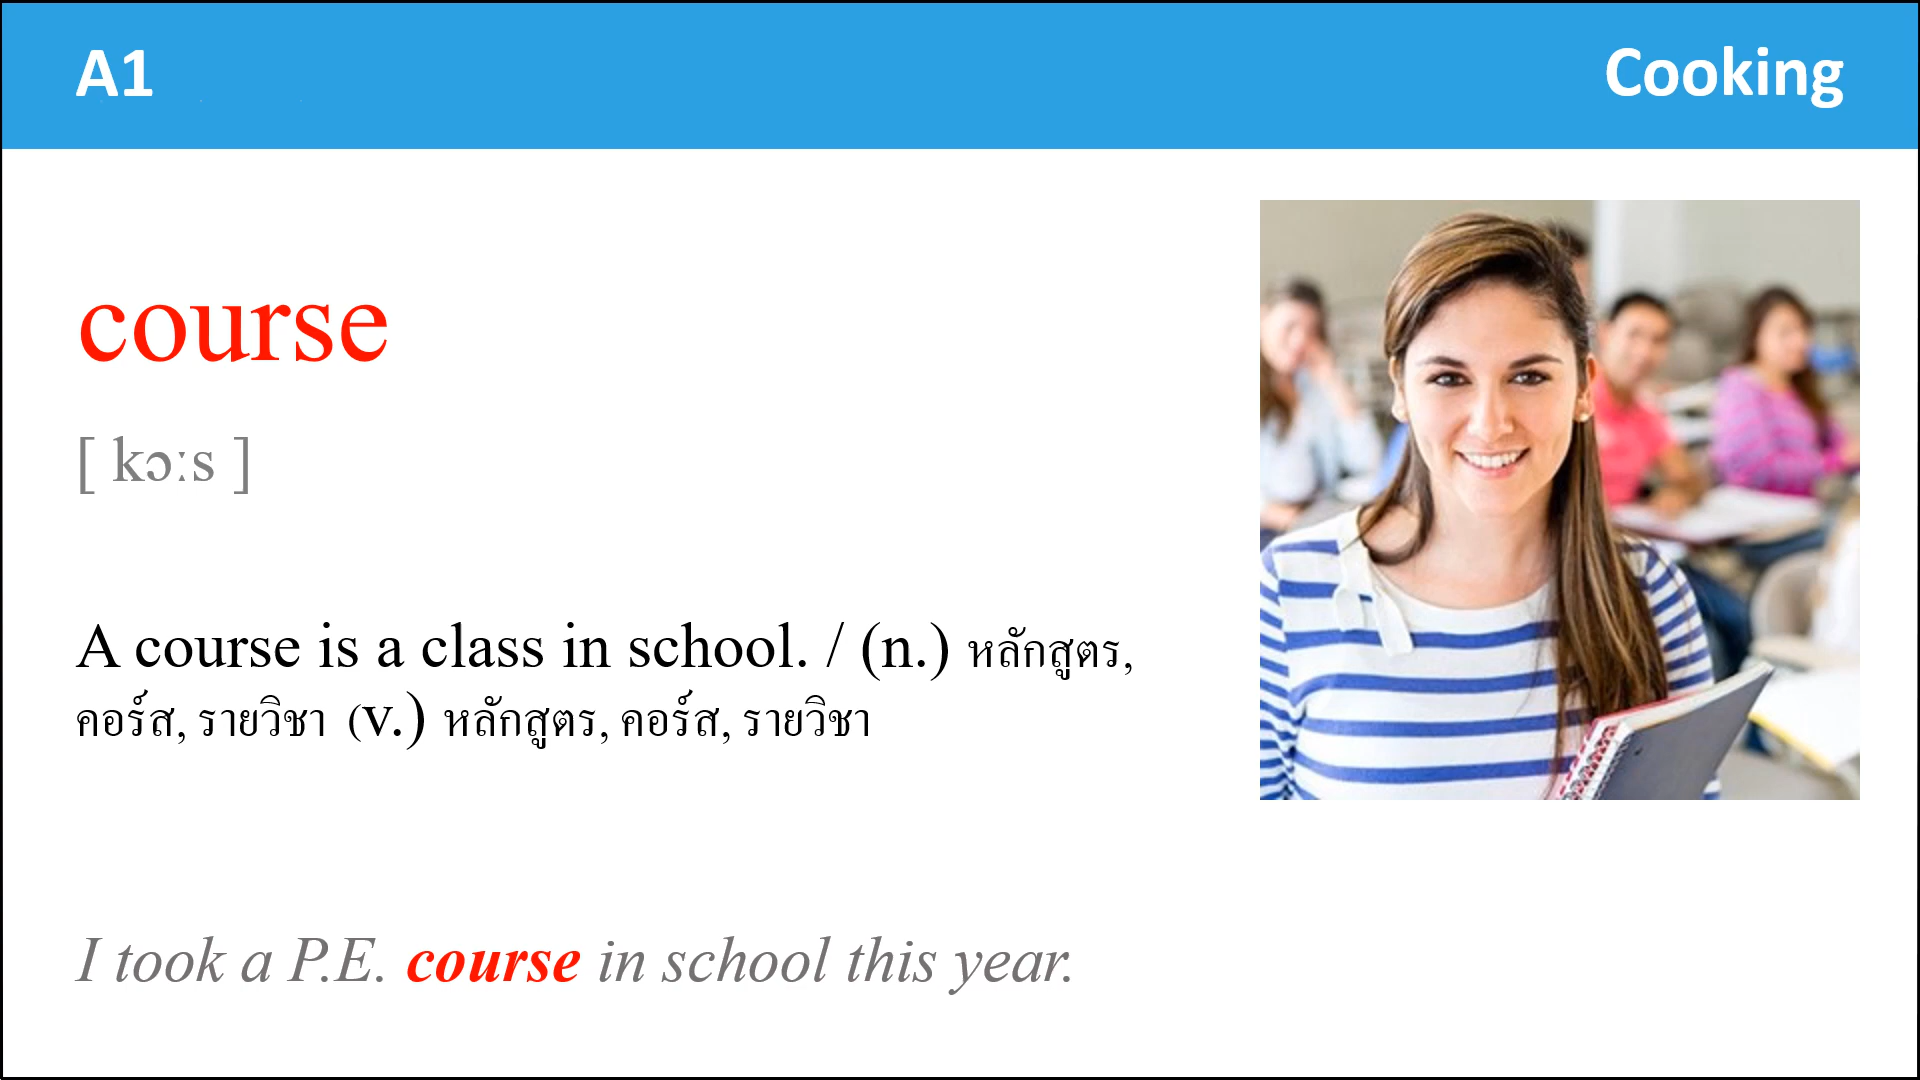 A1
Cooking
course
[ kɔːs ]
A course is a class in school. / (n.) หลักสูตร,
คอร์ส, รายวิชา (v.) หลักสูตร, คอร์ส, รายวิชา
I took a P.E. course in school this year.